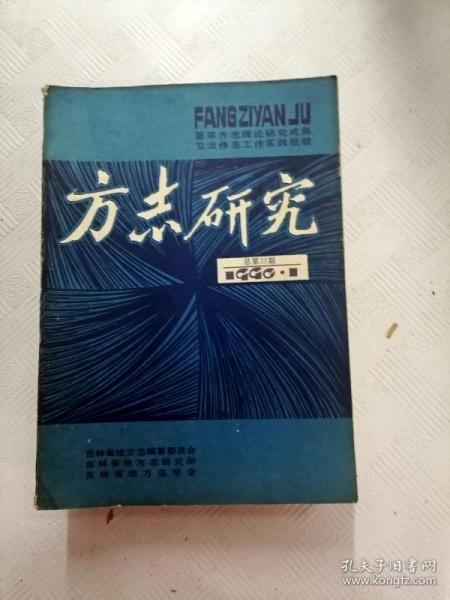 FANGZIYANJU
荟萃方志理论研究成果
交流修志工作实践经验
方志研究
总第33期
吉林省地方志编纂委员会
吉林省地方志研究所
吉林省地方志学会
孔夫子旧书网
www.kongfz.com